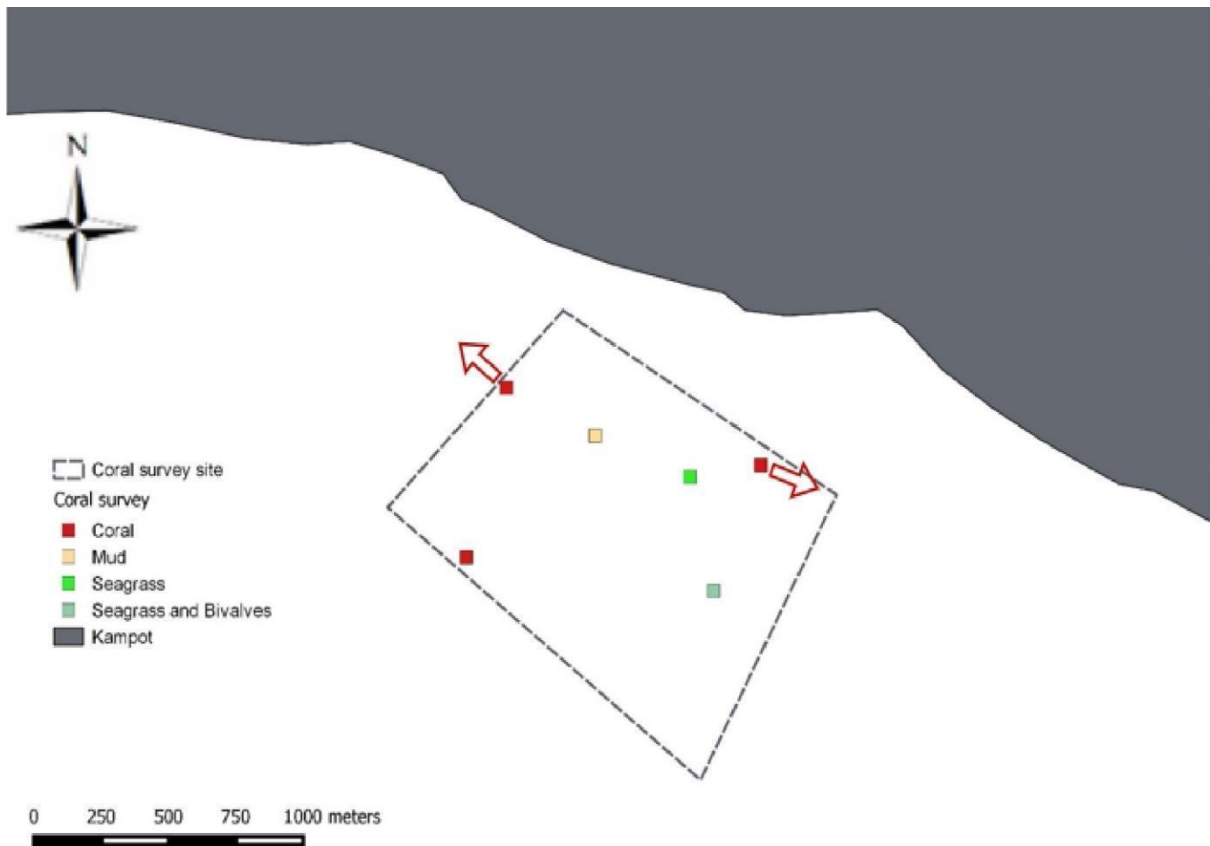 N
Coral survey site
Coral survey
Coral
Mud
Seagrass
Seagrass and Bivalves
Kampot
0 250 500 750 1000 meters